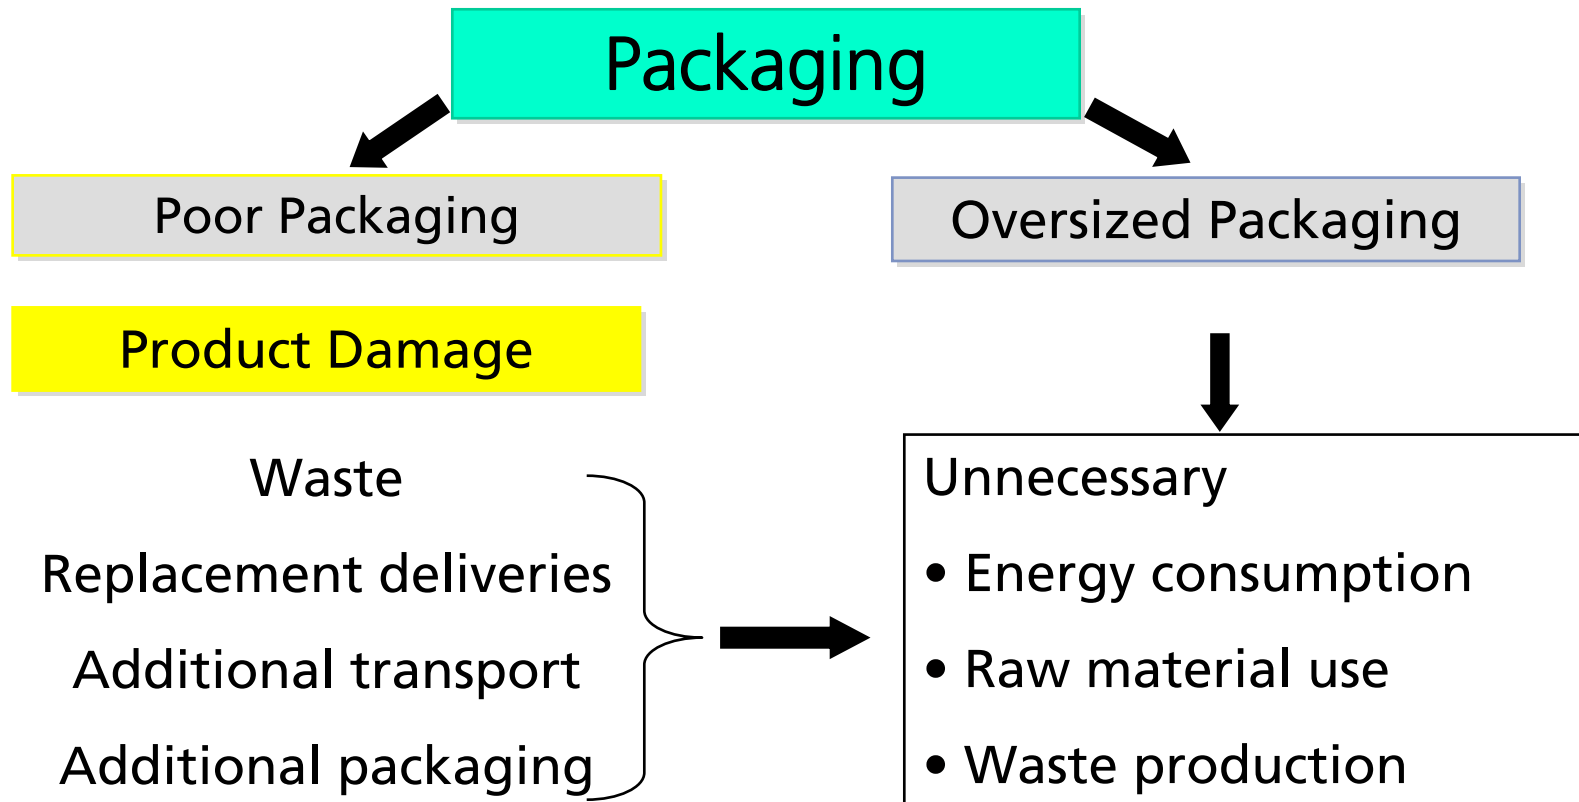 Packaging
Poor Packaging
Oversized Packaging
Product Damage
Waste
Replacement deliveries
Additional transport
Additional packaging
Unnecessary
• Energy consumption
• Raw material use
• Waste production